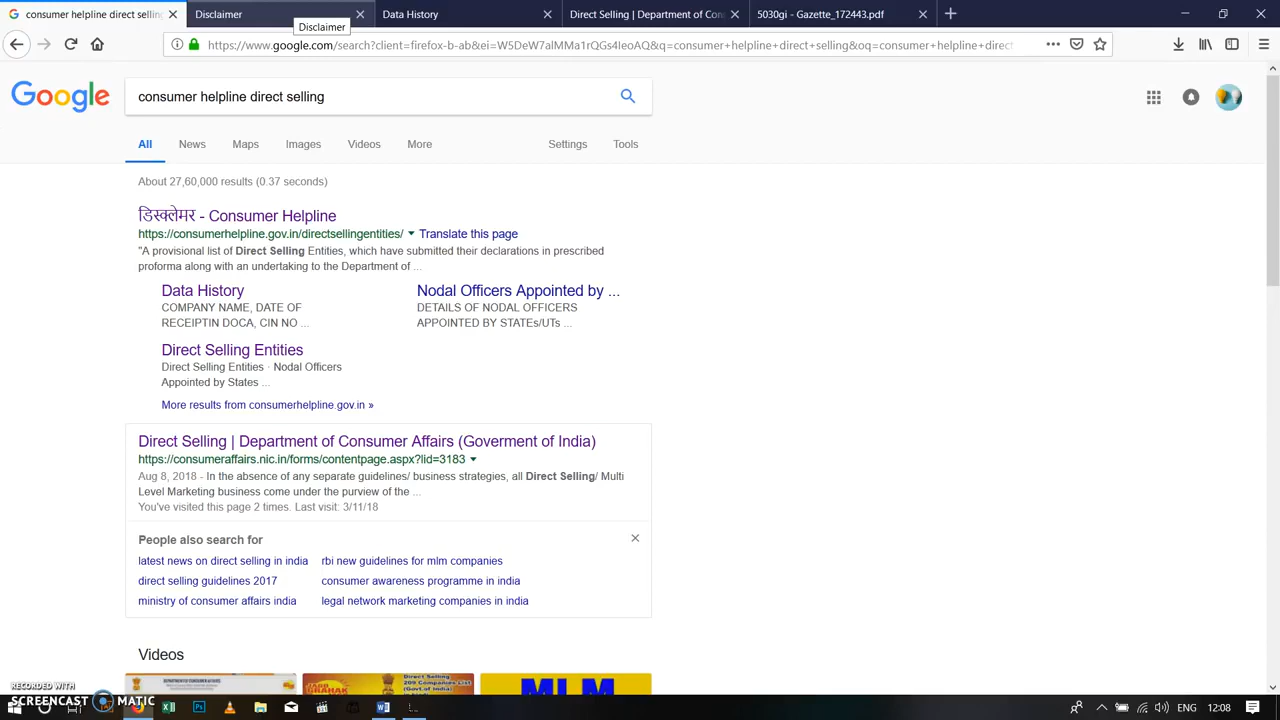 consumer helpline direct selling
Disclaimer
Data History
Direct Selling | Department of Con
5030gi - Gazette_172443.pdf
Disclaimer
https://www.google.com/search?client=firefox-b-ab&ei=W5DeW7alMMa1rQGs4IeoAQ&q=consumer+helpline+direct+selling&oq=consumer+helpline+direct
Google
consumer helpline direct selling
All News Maps Images Videos More Settings Tools
About 27,60,000 results (0.37 seconds)
डिस्क्लेमर - Consumer Helpline
https://consumerhelpline.gov.in/directsellingentities/ Translate this page
"A provisional list of Direct Selling Entities, which have submitted their declarations in prescribed
proforma along with an undertaking to the Department of ...
Data History
COMPANY NAME, DATE OF
RECEIPTIN DOCA, CIN NO ...
Nodal Officers Appointed by ...
DETAILS OF NODAL OFFICERS
APPOINTED BY STATEs/UTs ...
Direct Selling Entities
Direct Selling Entities · Nodal Officers
Appointed by States ...
More results from consumerhelpline.gov.in »
Direct Selling | Department of Consumer Affairs (Goverment of India)
https://consumeraffairs.nic.in/forms/contentpage.aspx?lid=3183
Aug 8, 2018 - In the absence of any separate guidelines/ business strategies, all Direct Selling/ Multi
Level Marketing business come under the purview of the ...
You've visited this page 2 times. Last visit: 3/11/18
People also search for
latest news on direct selling in india
rbi new guidelines for mlm companies
direct selling guidelines 2017
consumer awareness programme in india
ministry of consumer affairs india
legal network marketing companies in india
Videos
JAGO GRAHAK
Direct Selling
209 Companies List
(Govt.of India)
MLM
RECORDED WITH
SCREENCAST MATIC
ENG 12:08